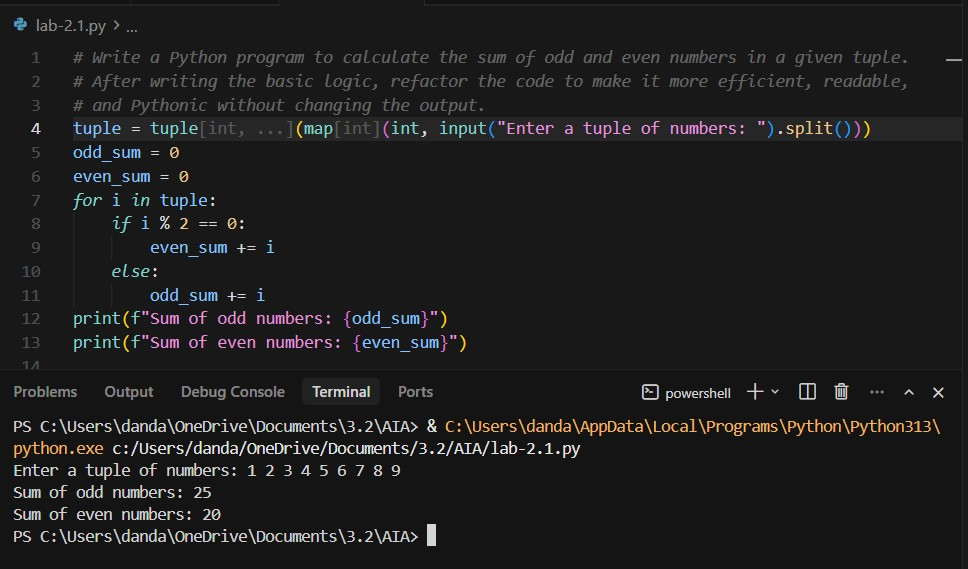 lab-2.1.py > ...
1 # Write a Python program to calculate the sum of odd and even numbers in a given tuple.
2 # After writing the basic logic, refactor the code to make it more efficient, readable,
3 # and Pythonic without changing the output.
4 tuple = tuple[int, ...](map[int](int, input("Enter a tuple of numbers: ").split()))
5 odd_sum = 0
6 even_sum = 0
7 for i in tuple:
8 if i % 2 == 0:
9 even_sum += i
10 else:
11 odd_sum += i
12 print(f"Sum of odd numbers: {odd_sum}")
13 print(f"Sum of even numbers: {even_sum}")
14
Problems Output Debug Console Terminal Ports powershell
PS C:\Users\danda\OneDrive\Documents\3.2\AIA> & C:\Users\danda\AppData\Local\Programs\Python\Python313\
python.exe c:/Users/danda/OneDrive/Documents/3.2/AIA/lab-2.1.py
Enter a tuple of numbers: 1 2 3 4 5 6 7 8 9
Sum of odd numbers: 25
Sum of even numbers: 20
PS C:\Users\danda\OneDrive\Documents\3.2\AIA>